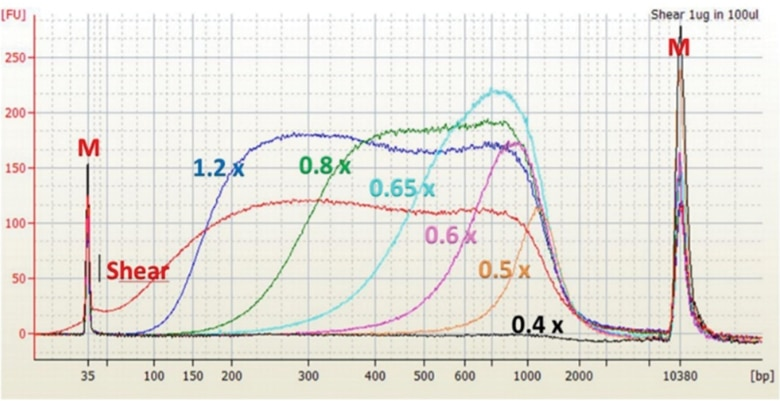 [FU]
Shear 1ug in 100ul
M
M
250
200
150
100
50
0
1.2 x
0.8 x
0.65 x
0.6 x
0.5 x
0.4 x
Shear
35 100 150 200 300 400 500 600 1000 2000 10380 [bp]